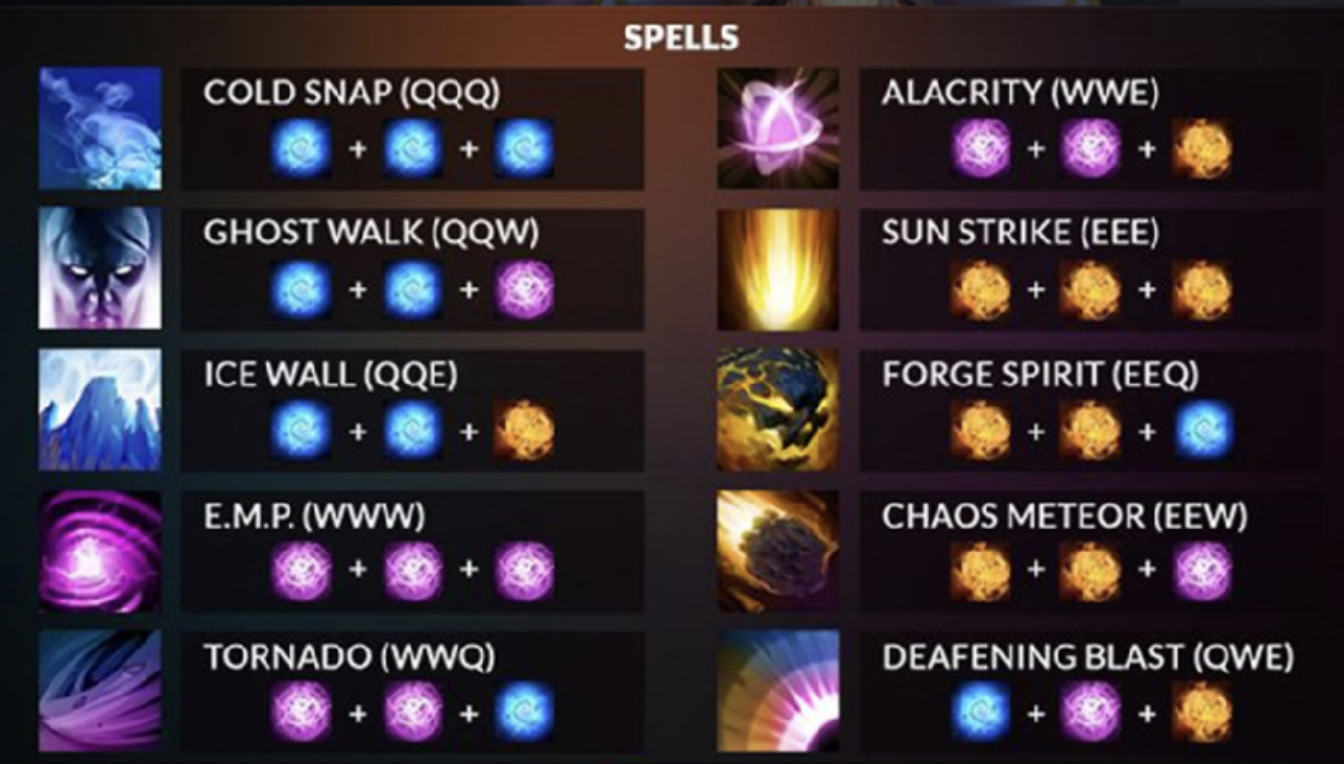 SPELLS
COLD SNAP (QQQ)
+ +
GHOST WALK (QQW)
+ +
ICE WALL (QQE)
+ +
E.M.P. (WWW)
+ +
TORNADO (WWQ)
+ +
ALACRITY (WWE)
+ +
SUN STRIKE (EEE)
+ +
FORGE SPIRIT (EEQ)
+ +
CHAOS METEOR (EEW)
+ +
DEAFENING BLAST (QWE)
+ +